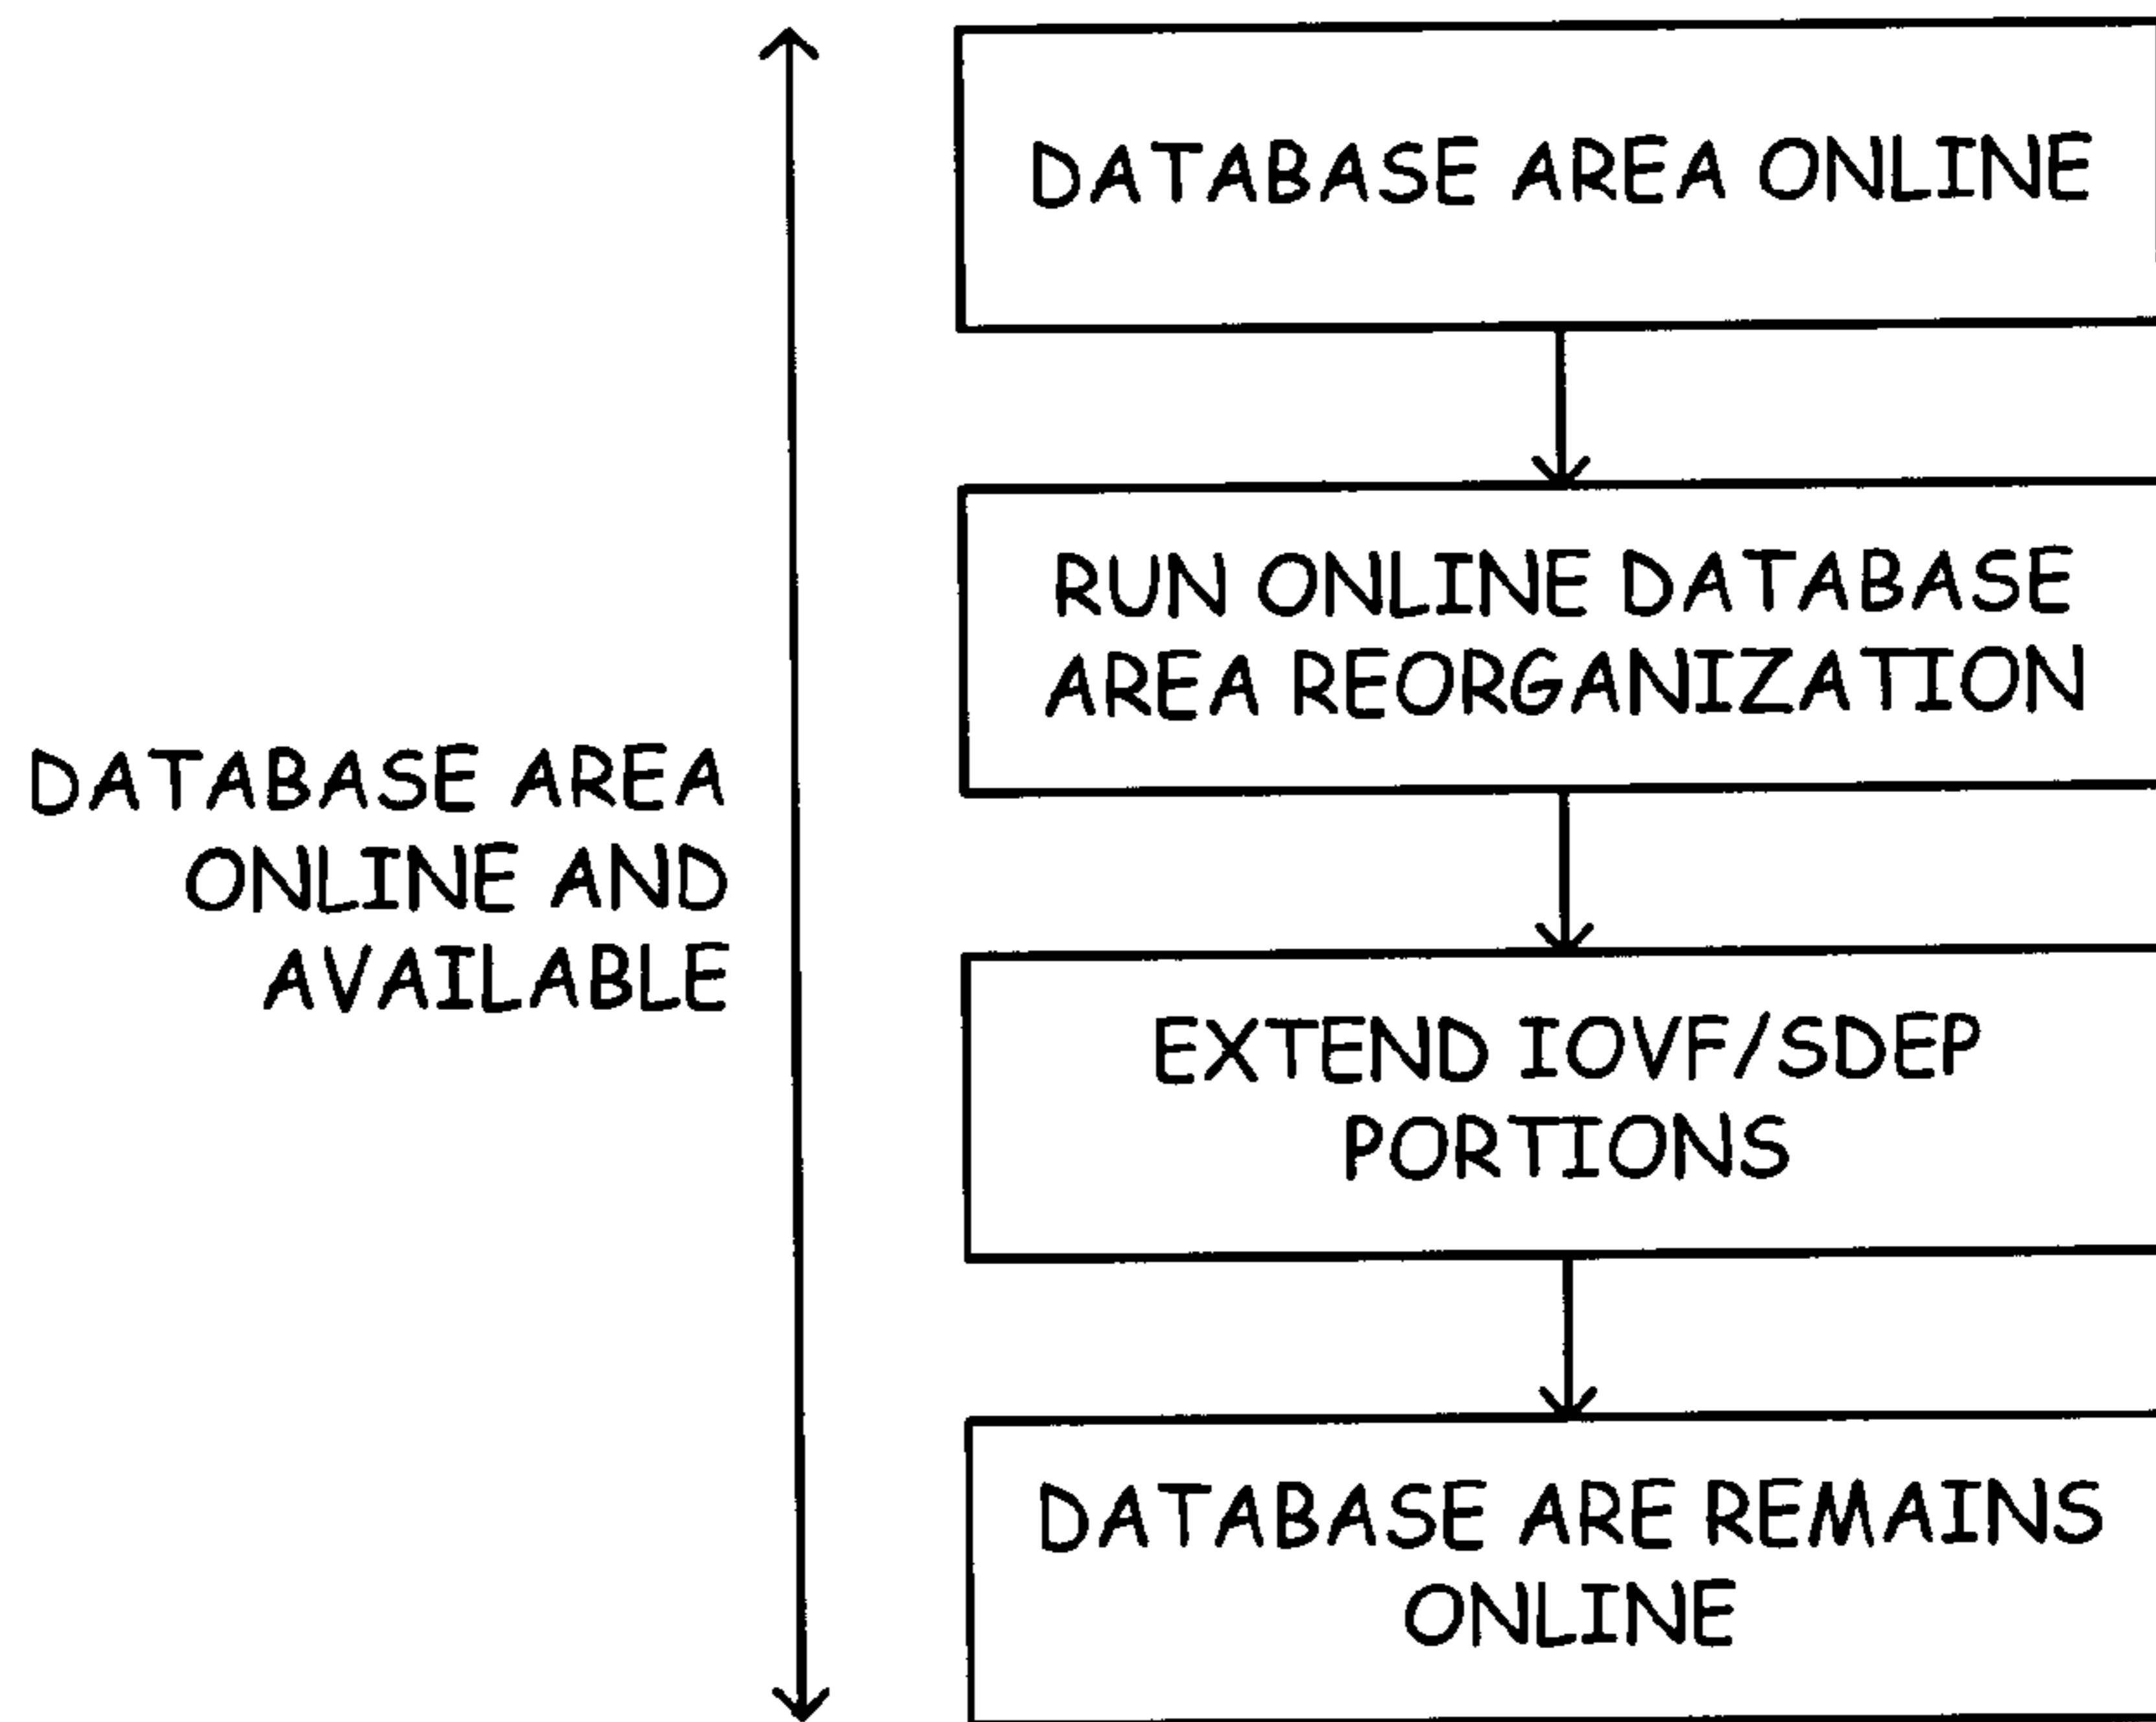 DATABASE AREA ONLINE
RUN ONLINE DATABASE
AREA REORGANIZATION
DATABASE AREA
ONLINE AND
AVAILABLE
EXTEND IOVF/SDEP
PORTIONS
DATABASE ARE REMAINS
ONLINE